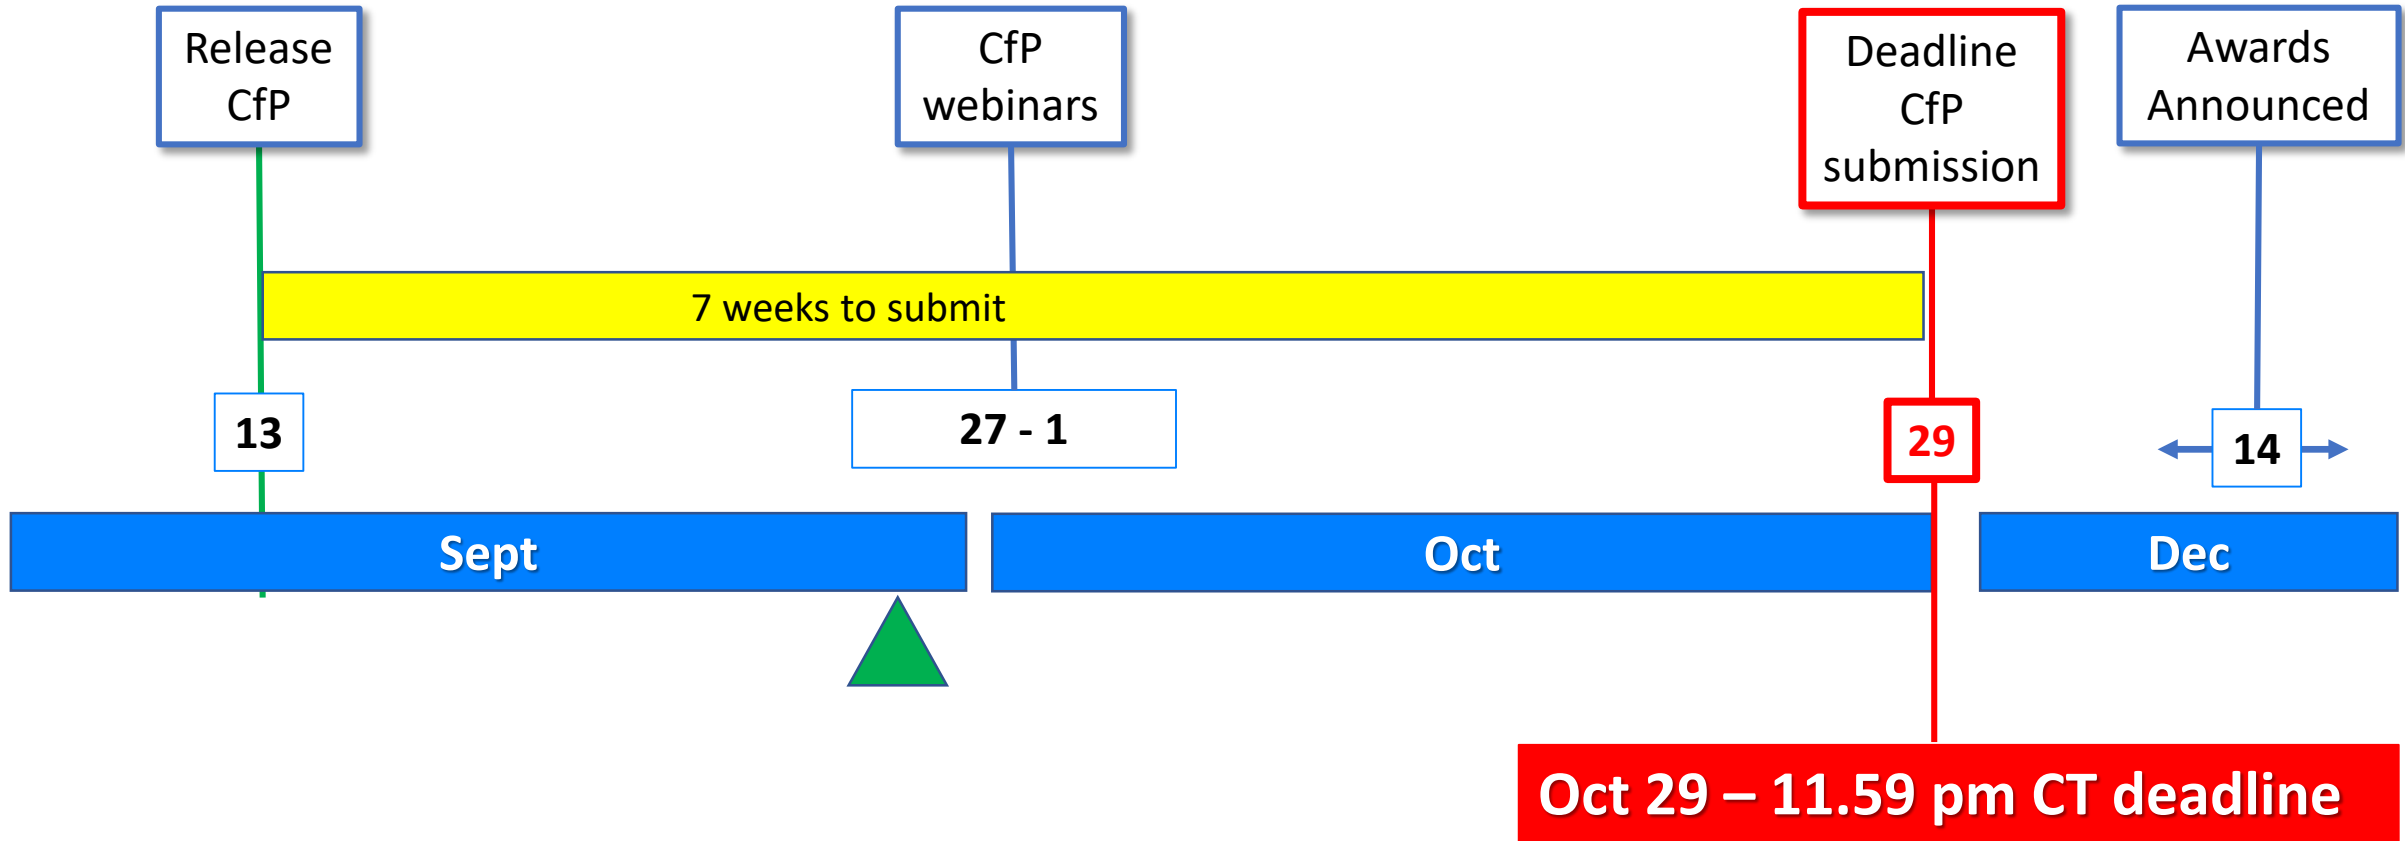 Release
CfP
CfP
webinars
Deadline
CfP
submission
Awards
Announced
7 weeks to submit
13
27 - 1
29
14
Sept
Oct
Dec
Oct 29 – 11.59 pm CT deadline